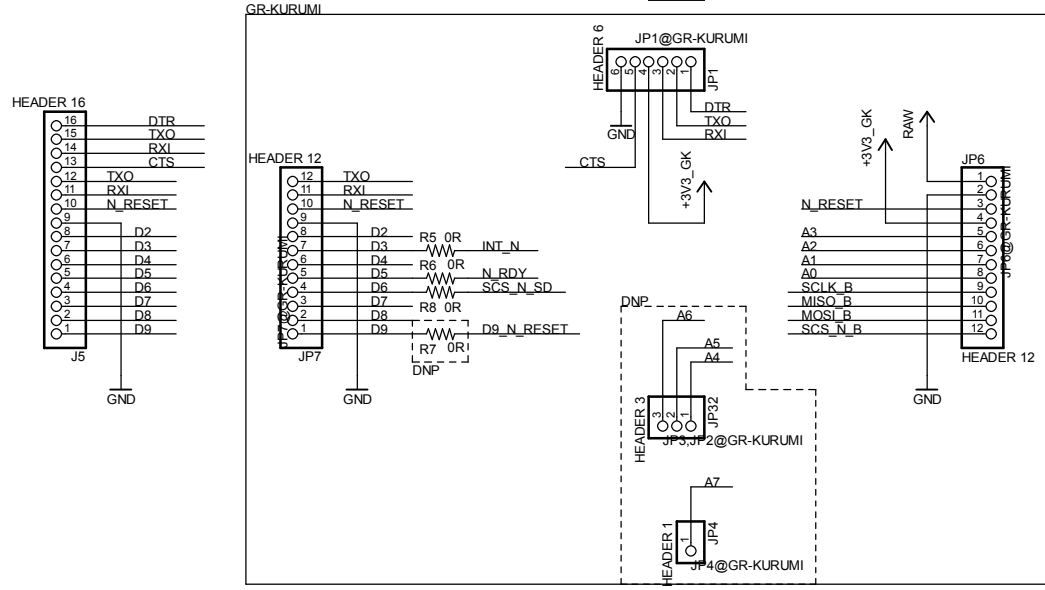 GR-KURUMI
HEADER 16
16 DTR
15 TXO
14 RXI
13 CTS
12 TXO
11 RXI
10 N_RESET
9
8 D2
7 D3
6 D4
5 D5
4 D6
3 D7
2 D8
1 D9
J5
GND
HEADER 12
12 TXO
11 RXI
10 N_RESET
9
8 D2
7 D3
6 D4
5 D5
4 D6
3 D7
2 D8
1 D9
JP7@GR-KURUMI
JP7
GND
R5 0R
INT_N
R6 0R
N_RDY
SCS_N_SD
R8 0R
D9_N_RESET
R7 0R
DNP
HEADER 6
JP1@GR-KURUMI
6 5 4 3 2 1
JP1
DTR
TXO
RXI
GND
CTS
+3V3_GK
DNP
A6
A5
A4
HEADER 3
3 2 1
JP32
JP3,JP2@GR-KURUMI
A7
HEADER 1
1
JP4
JP4@GR-KURUMI
+3V3_GK
RAW
JP6
1
2
N_RESET 3
4
A3 5
A2 6
A1 7
A0 8
SCLK_B 9
MISO_B 10
MOSI_B 11
SCS_N_B 12
JP6@GR-KURUMI
HEADER 12
GND